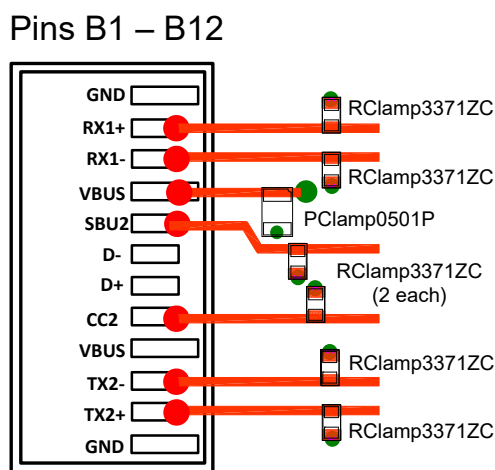 Pins B1 – B12
GND
RX1+
RX1-
VBUS
SBU2
D-
D+
CC2
VBUS
TX2-
TX2+
GND
RClamp3371ZC
RClamp3371ZC
PClamp0501P
RClamp3371ZC
(2 each)
RClamp3371ZC
RClamp3371ZC